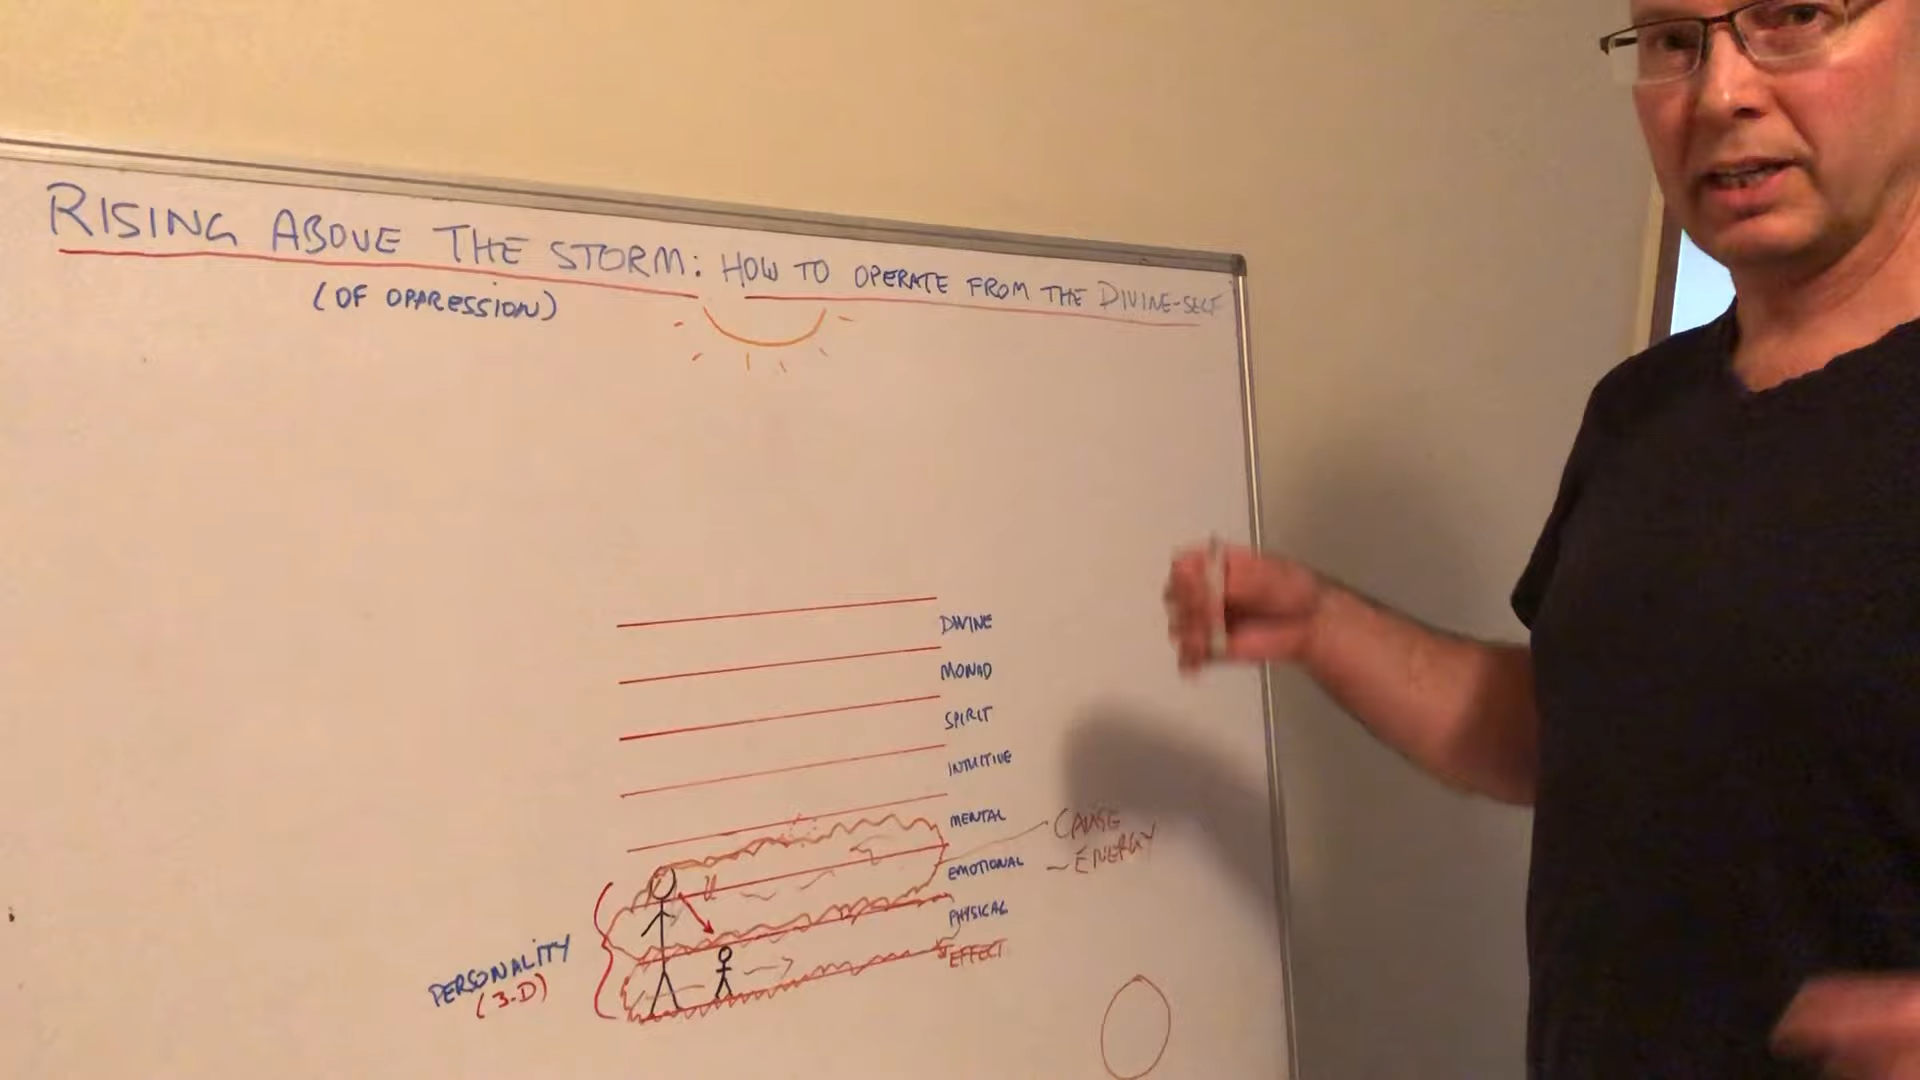 RISING ABOVE THE STORM: HOW TO OPERATE FROM THE DIVINE-SELF
(OF OPPRESSION)
DIVINE
MONAD
SPIRIT
INTUITIVE
MENTAL
CAUSE
EMOTIONAL - ENERGY
PHYSICAL
EFFECT
PERSONALITY
(3-D)